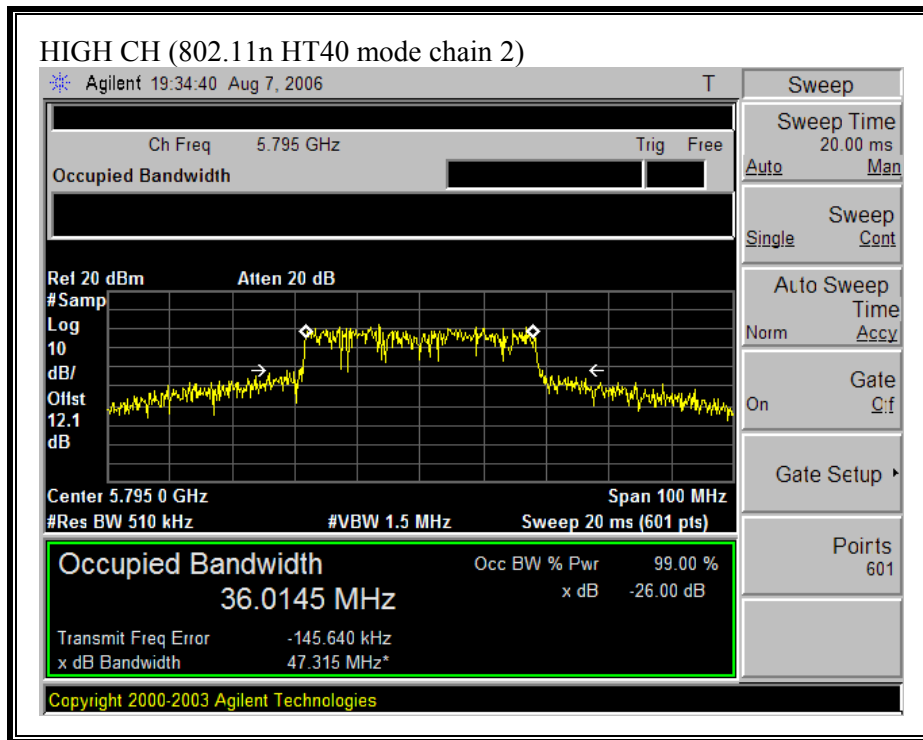 HIGH CH (802.11n HT40 mode chain 2)
Agilent 19:34:40 Aug 7, 2006 T
Sweep
Ch Freq 5.795 GHz Trig Free
Occupied Bandwidth
Sweep Time
20.00 ms
Auto Man
Sweep
Single Cont
Auto Sweep
Time
Norm Accy
Gate
On Off
Gate Setup
Points
601
Ref 20 dBm Atten 20 dB
#Samp
Log
10
dB/
Offst
12.1
dB
Center 5.795 0 GHz Span 100 MHz
#Res BW 510 kHz #VBW 1.5 MHz Sweep 20 ms (601 pts)
Occupied Bandwidth
36.0145 MHz
Occ BW % Pwr 99.00 %
x dB -26.00 dB
Transmit Freq Error -145.640 kHz
x dB Bandwidth 47.315 MHz*
Copyright 2000-2003 Agilent Technologies